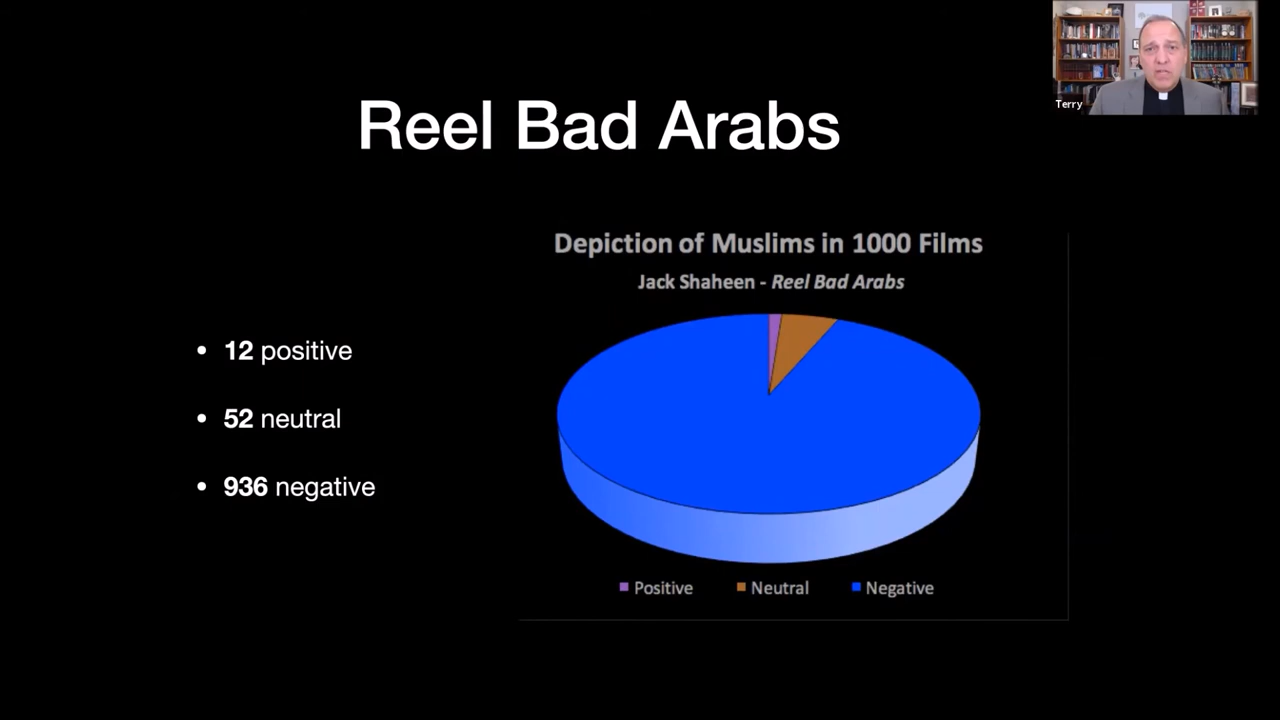 Terry
Reel Bad Arabs
• 12 positive
• 52 neutral
• 936 negative
Depiction of Muslims in 1000 Films
Jack Shaheen - Reel Bad Arabs
Positive Neutral Negative